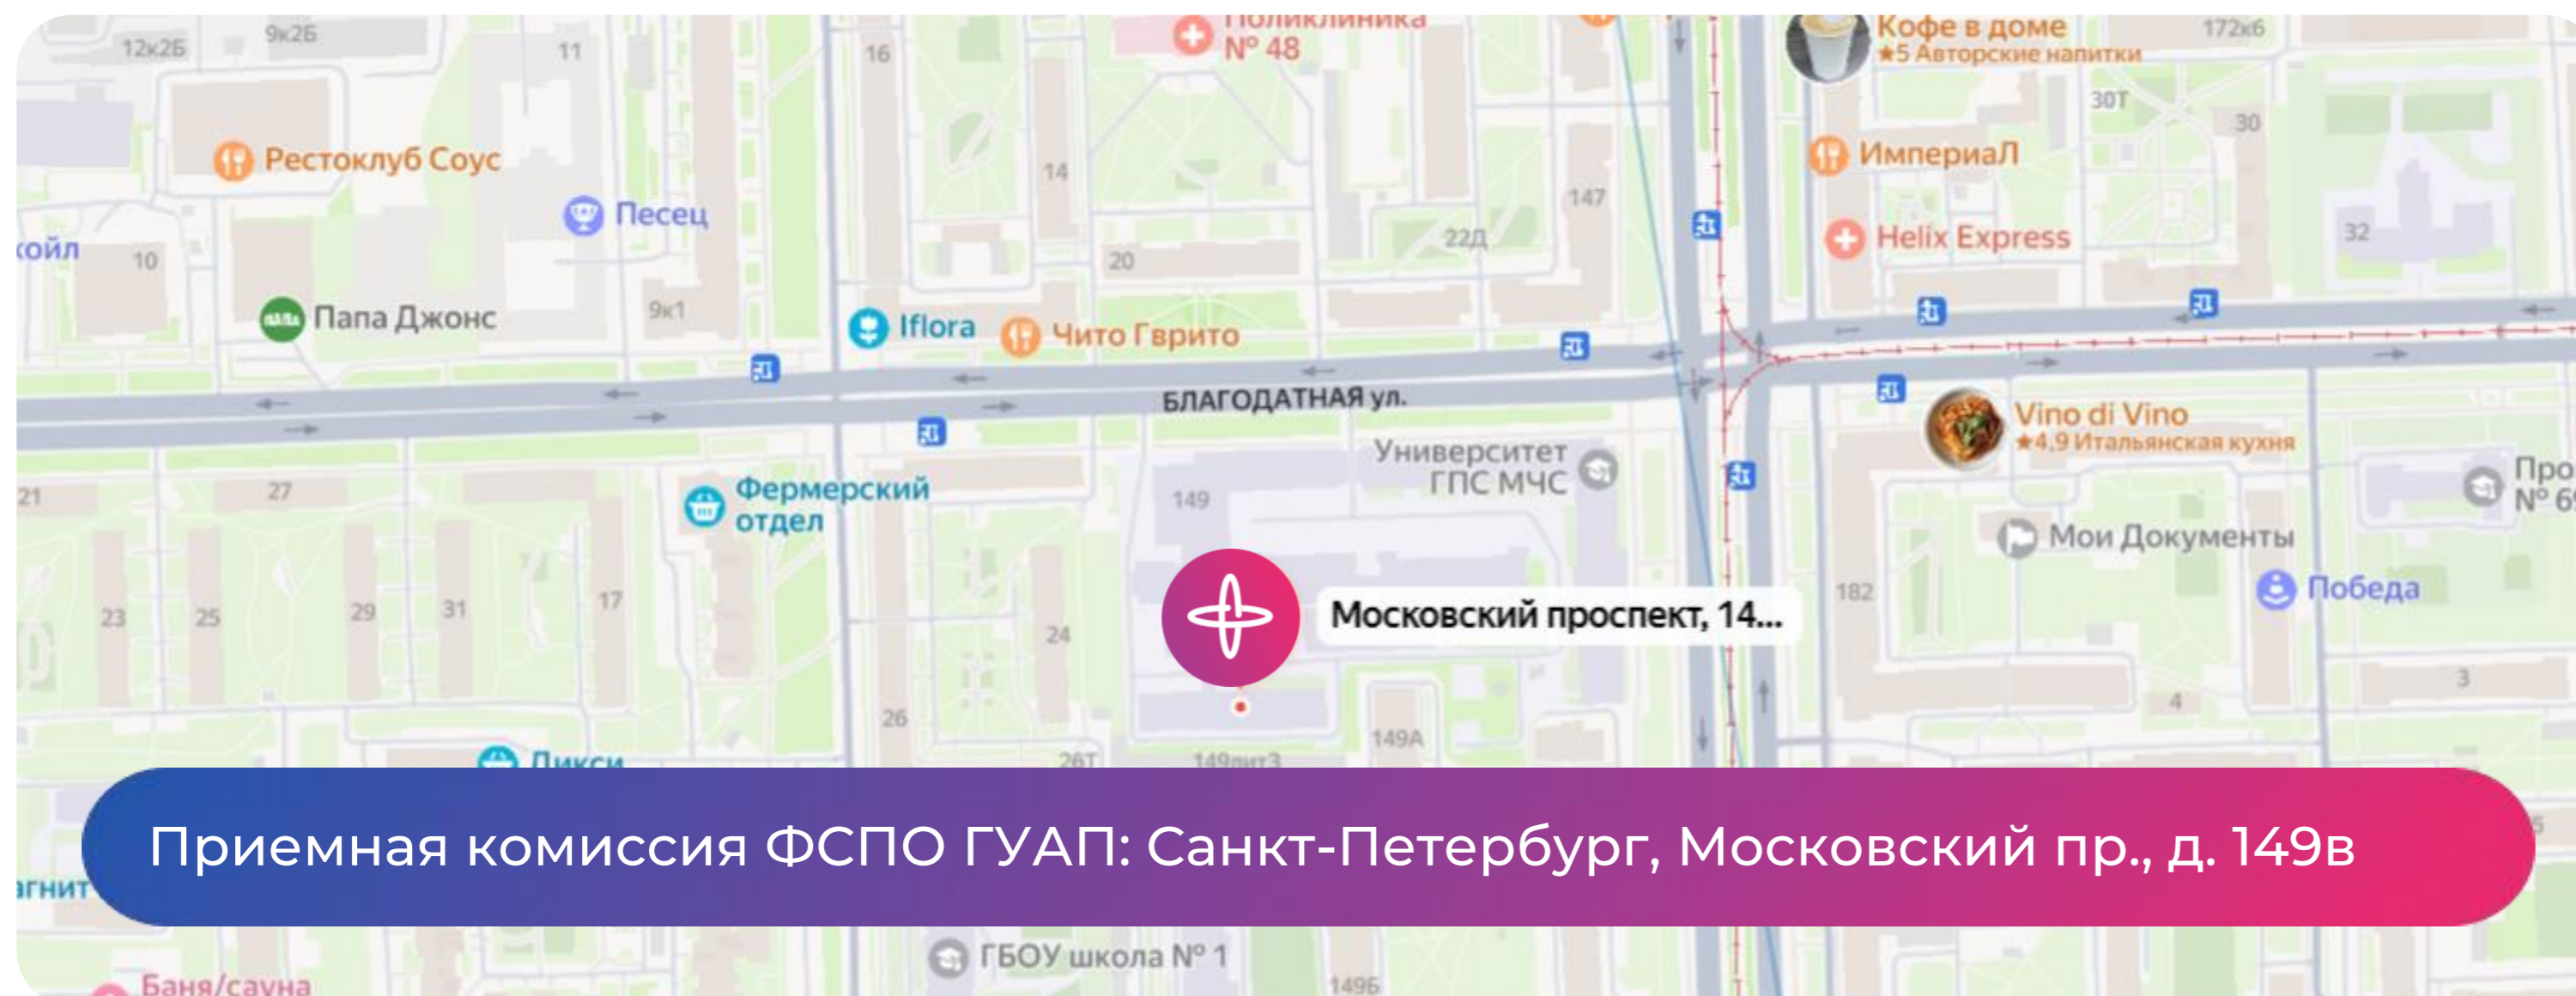 Поликлиника
№ 48
Кофе в доме
★5 Авторские напитки
172к6
12к2Б
9к2Б
11
16
30Т
30
Рестоклуб Соус
14
ИмпериаЛ
147
Песец
22Д
Helix Express
32
10
20
9к1
Папа Джонс
Iflora
Чито Гврито
БЛАГОДАТНАЯ ул.
Vino di Vino
★4,9 Итальянская кухня
Университет
ГПС МЧС
21
27
Фермерский
отдел
149
Мои Документы
Победа
23
25
29
31
17
24
Московский проспект, 14...
182
3
4
26
149А
26Т
149литЗ
Дикси
Приемная комиссия ФСПО ГУАП: Санкт-Петербург, Московский пр., д. 149в
ГБОУ школа № 1
149Б
Баня/сауна